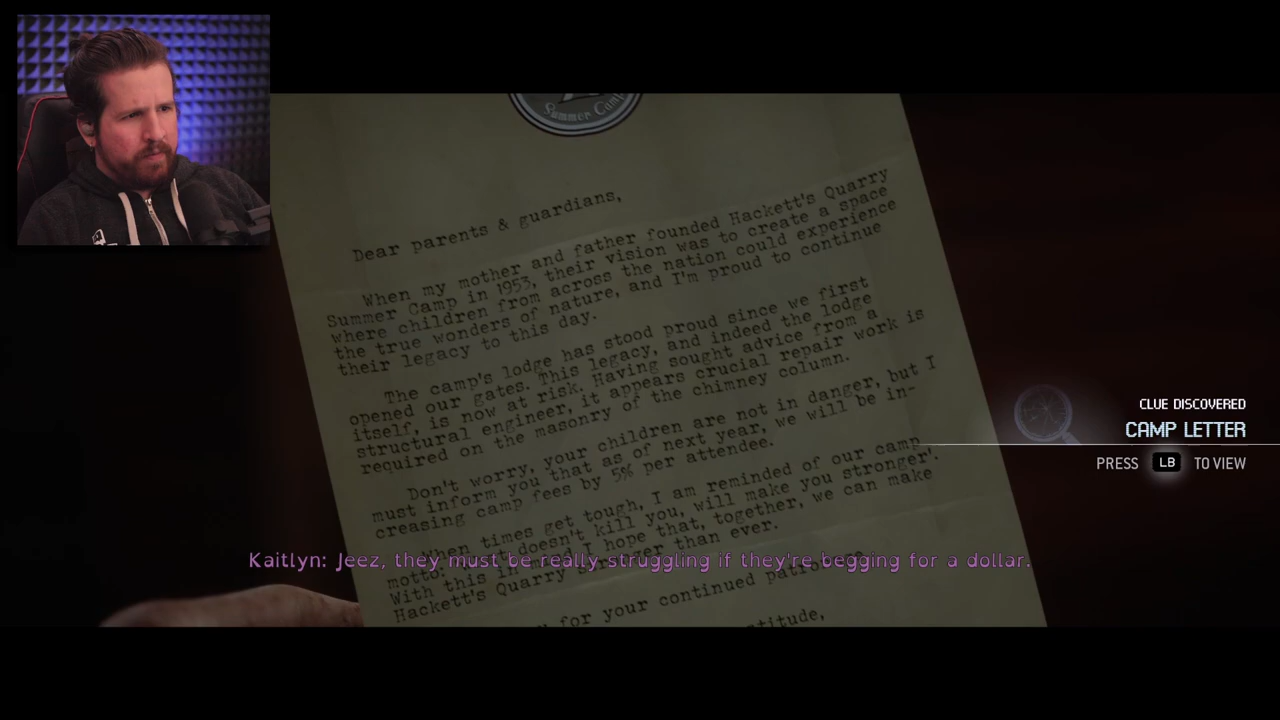 Summer Camp
Dear parents & guardians,
When my mother and father founded Hackett's Quarry
Summer Camp in 1953, their vision was to create a space
where children from across the nation could experience
the true wonders of nature, and I'm proud to continue
their legacy to this day.
The camp's lodge has stood proud since we first
opened our gates. This legacy, and indeed the lodge
itself, is now at risk. Having sought advice from a
structural engineer, it appears crucial repair work is
required on the masonry of the chimney column.
Don't worry, your children are not in danger, but I
must inform you that as of next year, we will be in-
creasing camp fees by 5% per attendee.
When times get tough, I am reminded of our camp
motto: doesn't kill you, will make you stronger'.
With this in mind I hope that, together, we can make
Hackett's Quarry than ever.
for your continued
CLUE DISCOVERED
CAMP LETTER
PRESS LB TO VIEW
Kaitlyn: Jeez, they must be really struggling if they're begging for a dollar.